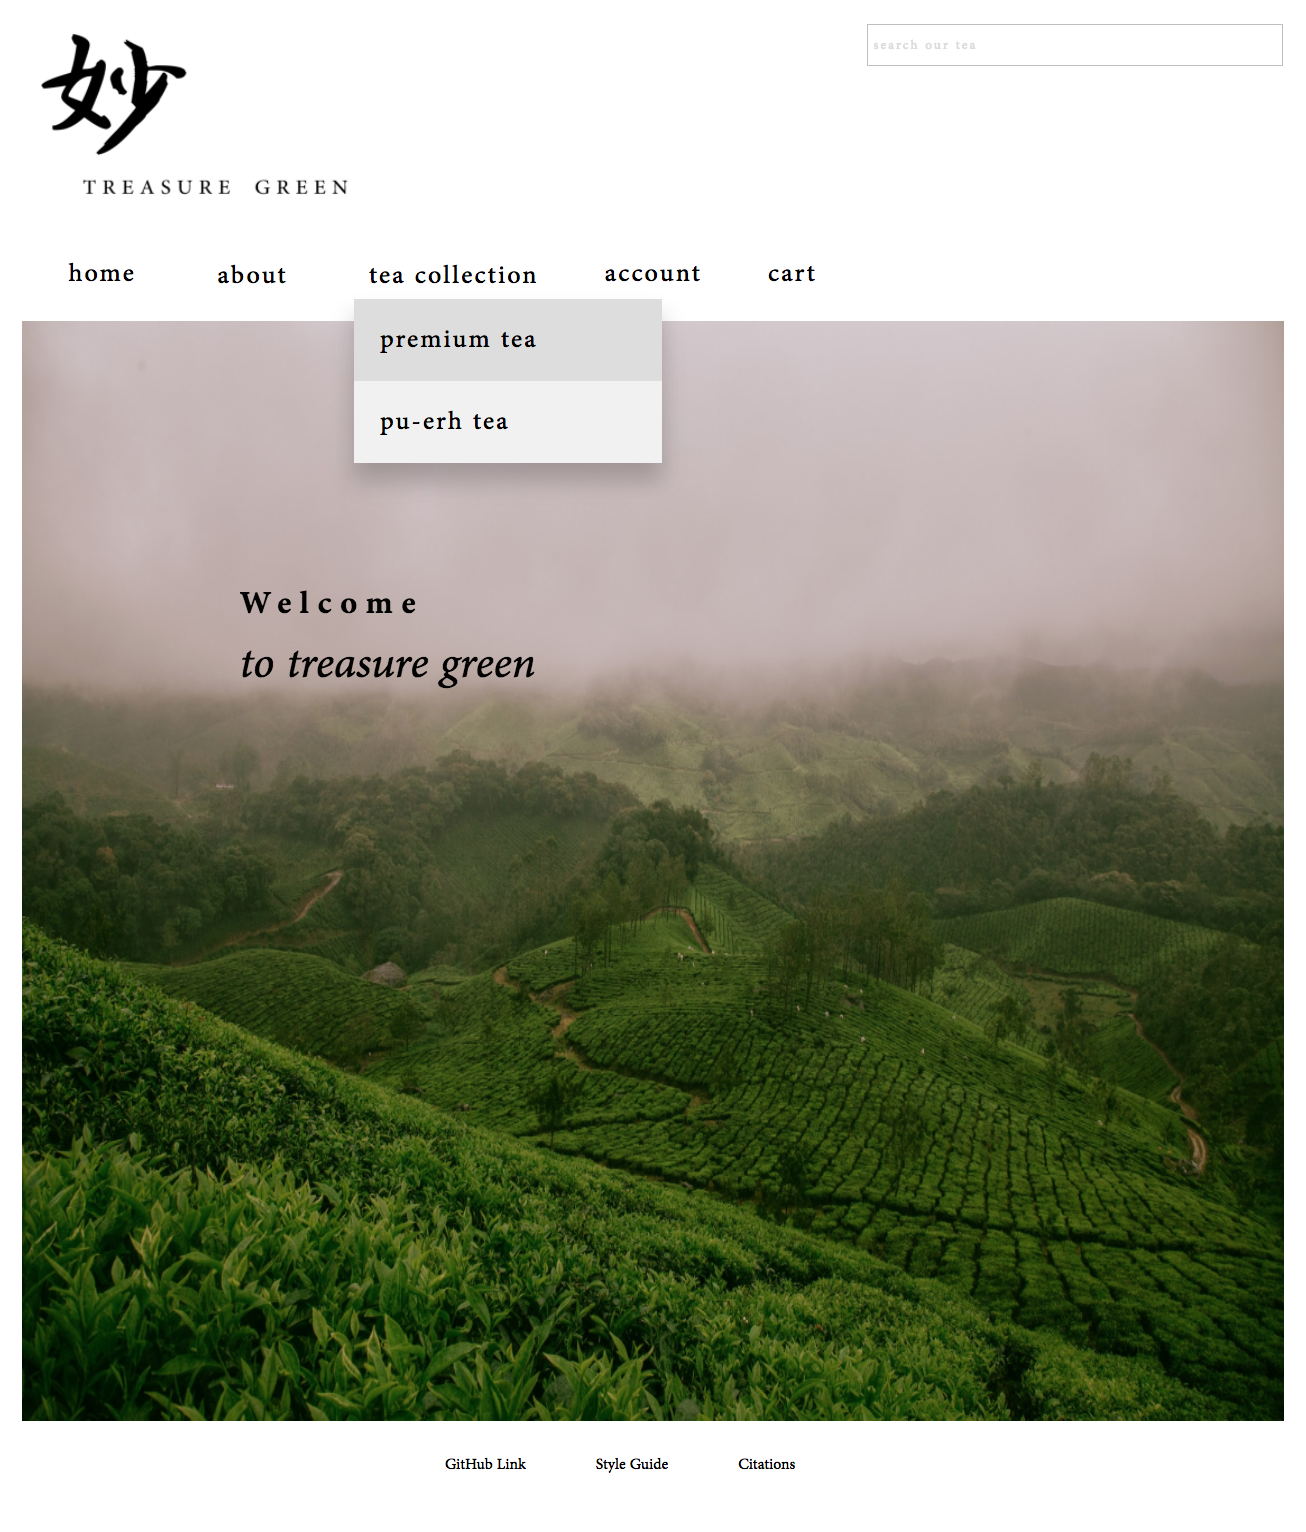 妙
search our tea
TREASURE GREEN
home about tea collection account cart
premium tea
pu-erh tea
Welcome
to treasure green
GitHub Link Style Guide Citations